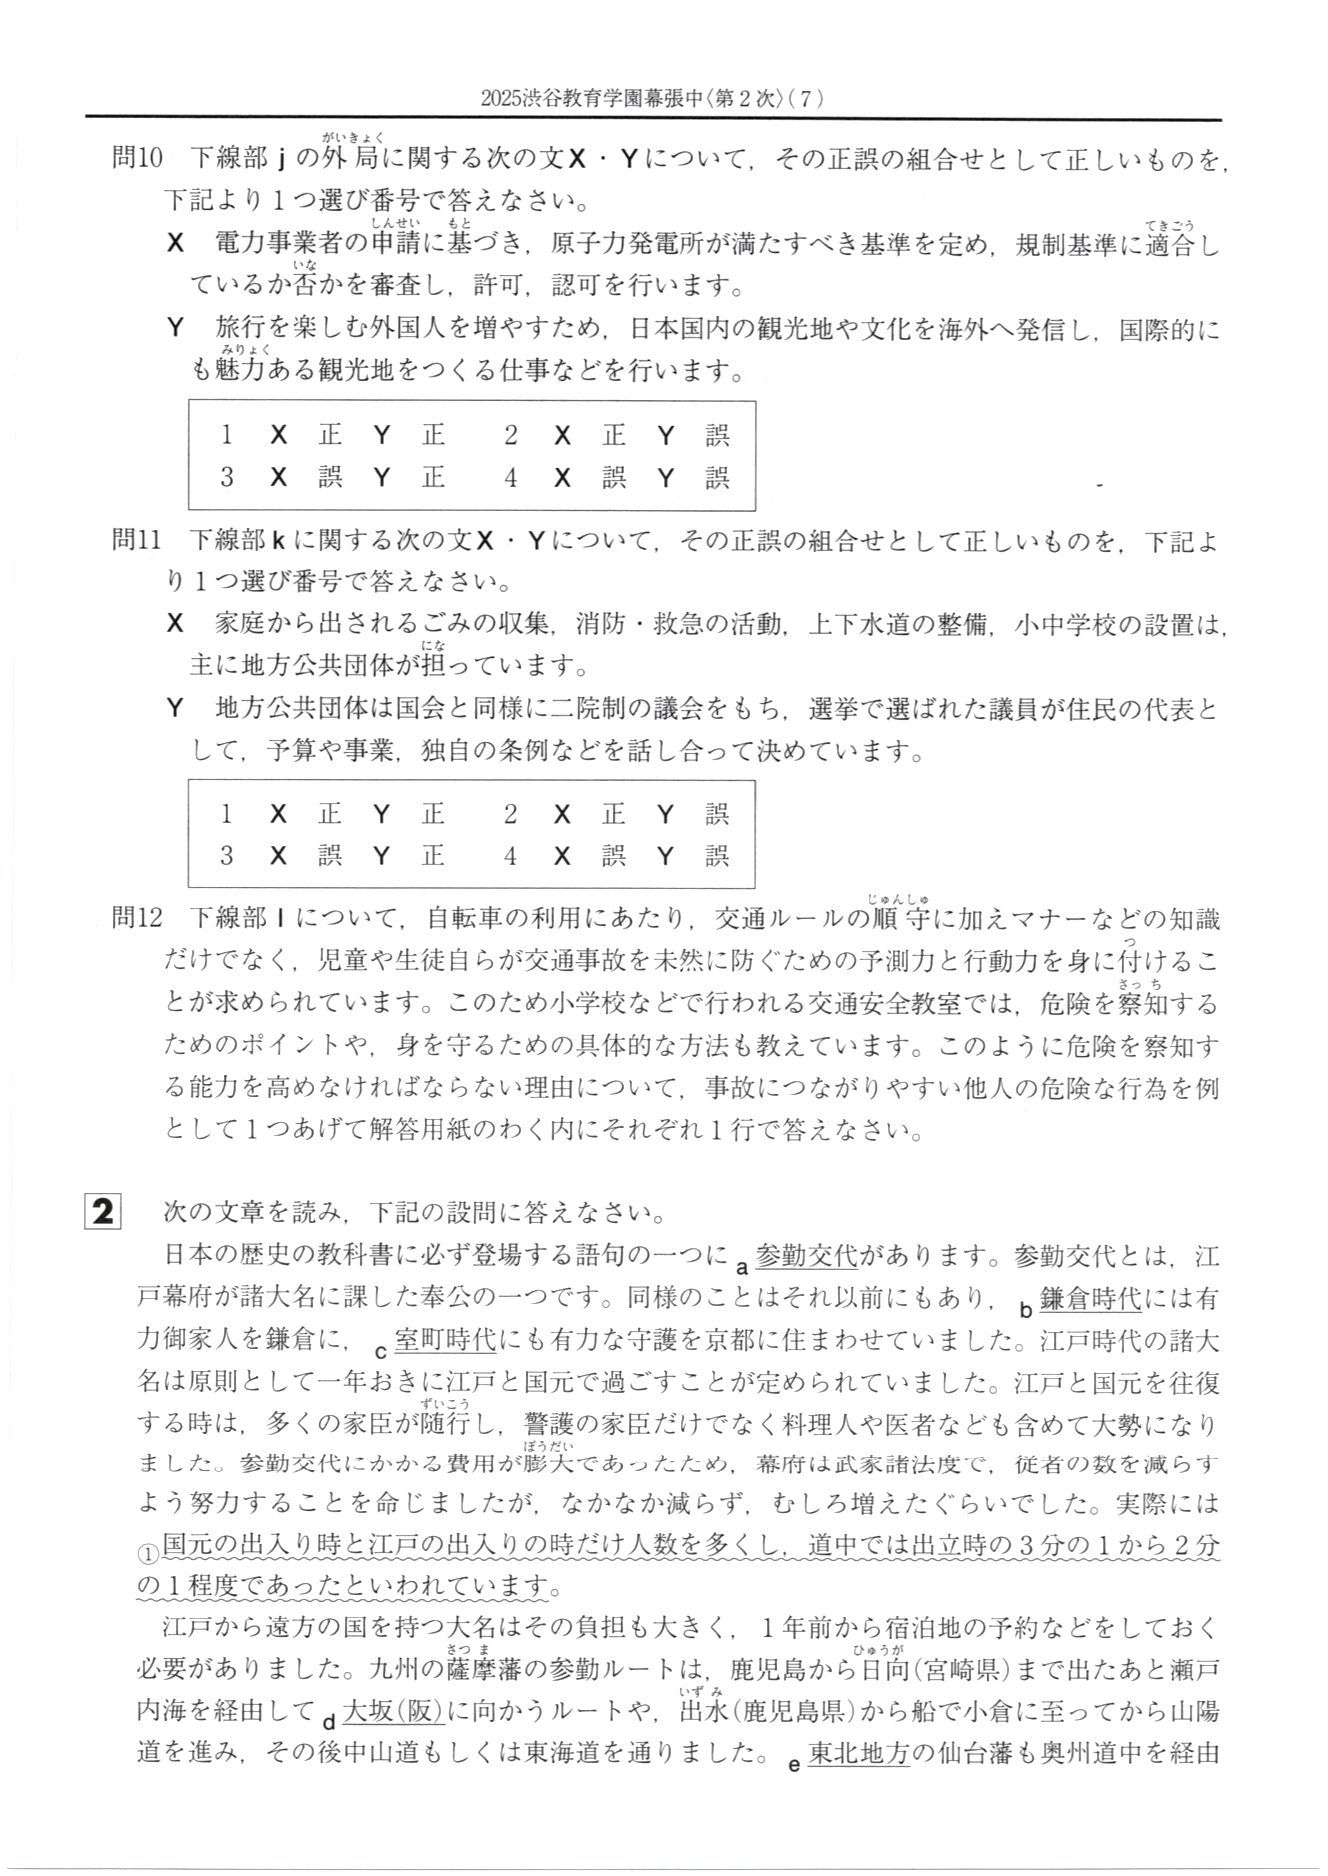 2025渋谷教育学園幕張中〈第2次〉(7)
問10 下線部jの外局に関する次の文X・Yについて，その正誤の組合せとして正しいものを，
下記より1つ選び番号で答えなさい。
X 電力事業者の申請に基づき，原子力発電所が満たすべき基準を定め，規制基準に適合し
ているか否かを審査し，許可，認可を行います。
Y 旅行を楽しむ外国人を増やすため，日本国内の観光地や文化を海外へ発信し，国際的に
も魅力ある観光地をつくる仕事などを行います。
1 X 正 Y 正 2 X 正 Y 誤
3 X 誤 Y 正 4 X 誤 Y 誤
問11 下線部kに関する次の文X・Yについて，その正誤の組合せとして正しいものを，下記よ
り1つ選び番号で答えなさい。
X 家庭から出されるごみの収集，消防・救急の活動，上下水道の整備，小中学校の設置は，
主に地方公共団体が担っています。
Y 地方公共団体は国会と同様に二院制の議会をもち，選挙で選ばれた議員が住民の代表と
して，予算や事業，独自の条例などを話し合って決めています。
1 X 正 Y 正 2 X 正 Y 誤
3 X 誤 Y 正 4 X 誤 Y 誤
問12 下線部lについて，自転車の利用にあたり，交通ルールの順守に加えマナーなどの知識
だけでなく，児童や生徒自らが交通事故を未然に防ぐための予測力と行動力を身に付けるこ
とが求められています。このため小学校などで行われる交通安全教室では，危険を察知する
ためのポイントや，身を守るための具体的な方法も教えています。このように危険を察知す
る能力を高めなければならない理由について，事故につながりやすい他人の危険な行為を例
として1つあげて解答用紙のわく内にそれぞれ1行で答えなさい。
2 次の文章を読み，下記の設問に答えなさい。
日本の歴史の教科書に必ず登場する語句の一つにa参勤交代があります。参勤交代とは，江
戸幕府が諸大名に課した奉公の一つです。同様のことはそれ以前にもあり，b鎌倉時代には有
力御家人を鎌倉に，c室町時代にも有力な守護を京都に住まわせていました。江戸時代の諸大
名は原則として一年おきに江戸と国元で過ごすことが定められていました。江戸と国元を往復
する時は，多くの家臣が随行し，警護の家臣だけでなく料理人や医者なども含めて大勢になり
ました。参勤交代にかかる費用が膨大であったため，幕府は武家諸法度で，従者の数を減らす
よう努力することを命じましたが，なかなか減らず，むしろ増えたぐらいでした。実際には
①国元の出入り時と江戸の出入りの時だけ人数を多くし，道中では出立時の3分の1から2分
の1程度であったといわれています。
江戸から遠方の国を持つ大名はその負担も大きく，1年前から宿泊地の予約などをしておく
必要がありました。九州の薩摩藩の参勤ルートは，鹿児島から日向(宮崎県)まで出たあと瀬戸
内海を経由してd大坂(阪)に向かうルートや，出水(鹿児島県)から船で小倉に至ってから山陽
道を進み，その後中山道もしくは東海道を通りました。e東北地方の仙台藩も奥州道中を経由